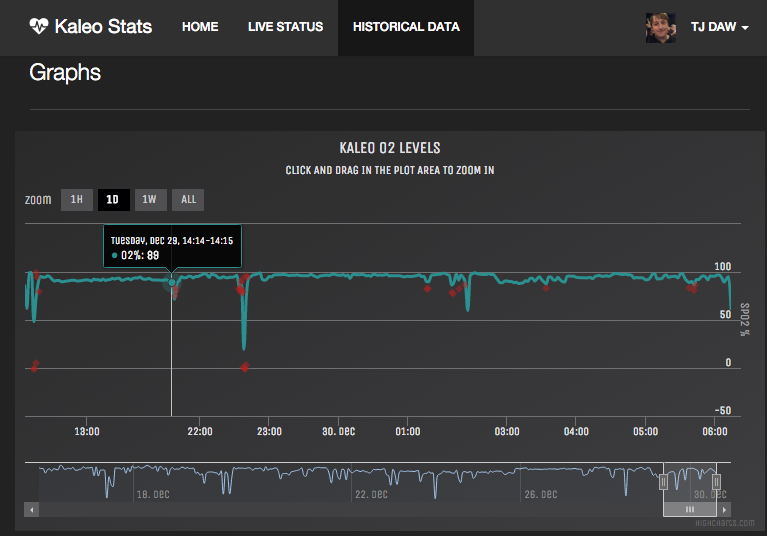 Kaleo Stats HOME LIVE STATUS HISTORICAL DATA TJ DAW
Graphs
KALEO O2 LEVELS
CLICK AND DRAG IN THE PLOT AREA TO ZOOM IN
ZOOM 1H 1D 1W ALL
Tuesday, Dec 29, 14:14-14:15
O2%: 89
100
50
0
-50
SPO2 %
18:00 22:00 23:00 30. Dec 01:00 03:00 04:00 05:00 06:00
18. Dec 22. Dec 26. Dec 30. Dec
Highcharts.com